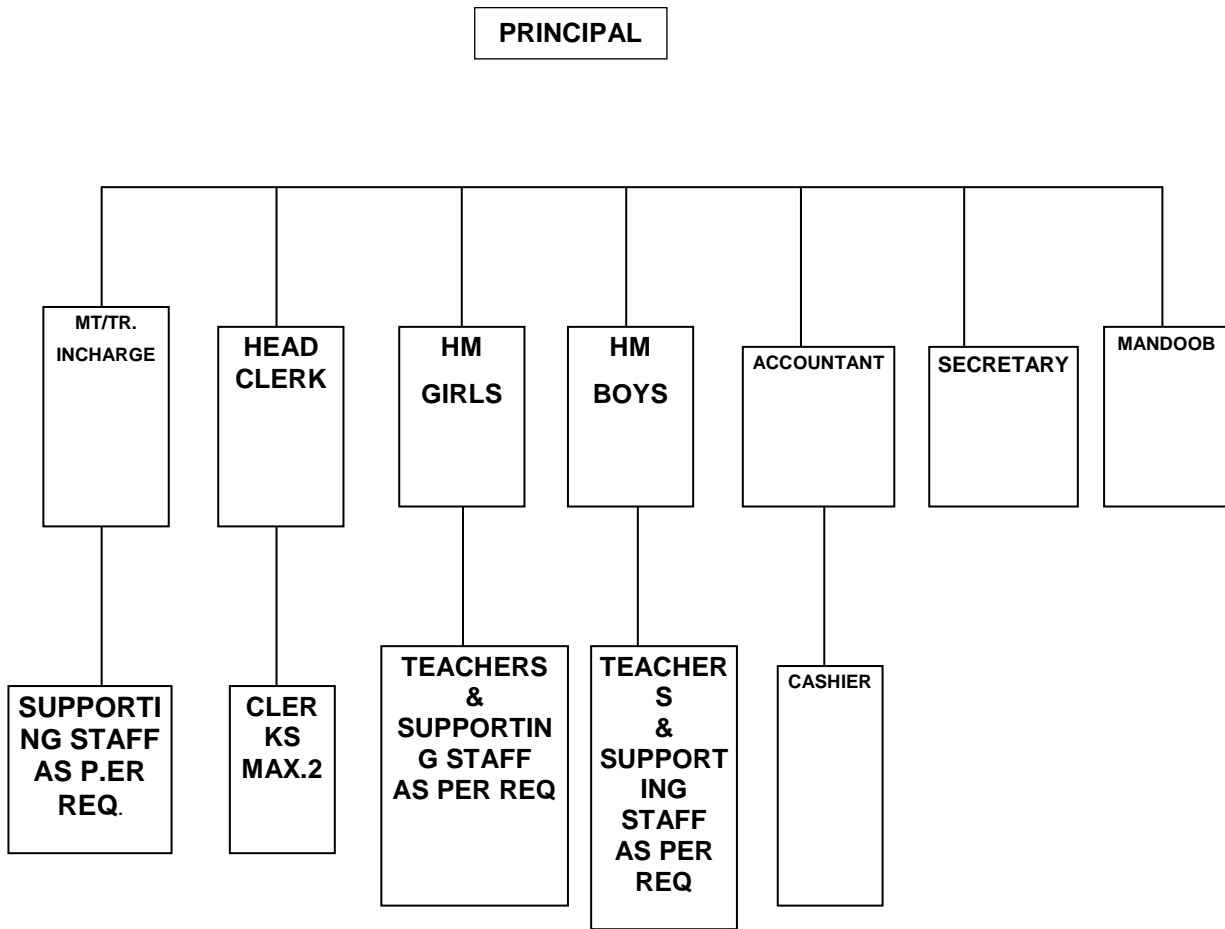 PRINCIPAL
MT/TR.
INCHARGE
HEAD
CLERK
HM
GIRLS
HM
BOYS
ACCOUNTANT
SECRETARY
MANDOOB
SUPPORTI
NG STAFF
AS P.ER
REQ.
CLER
KS
MAX.2
TEACHERS
&
SUPPORTIN
G STAFF
AS PER REQ
TEACHER
S
&
SUPPORT
ING
STAFF
AS PER
REQ
CASHIER